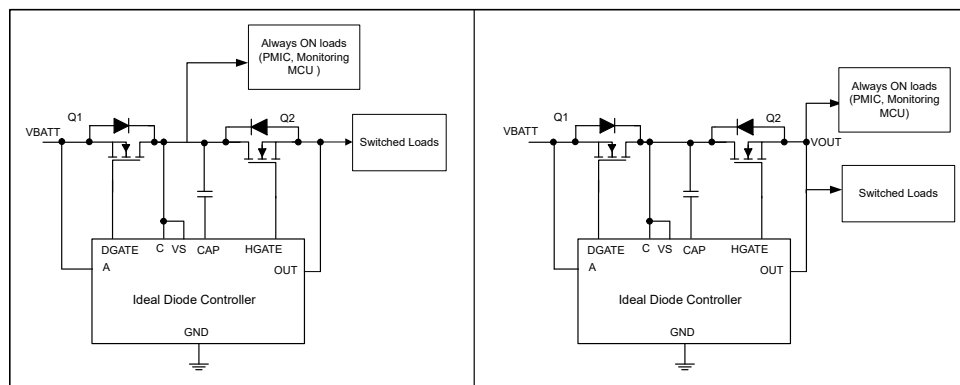 Always ON loads
(PMIC, Monitoring
MCU )
Q1
Q2
VBATT
Switched Loads
DGATE
C
VS
CAP
HGATE
A
OUT
Ideal Diode Controller
GND
Always ON loads
(PMIC, Monitoring
MCU)
Q1
Q2
VBATT
VOUT
Switched Loads
DGATE
C
VS
CAP
HGATE
A
OUT
Ideal Diode Controller
GND